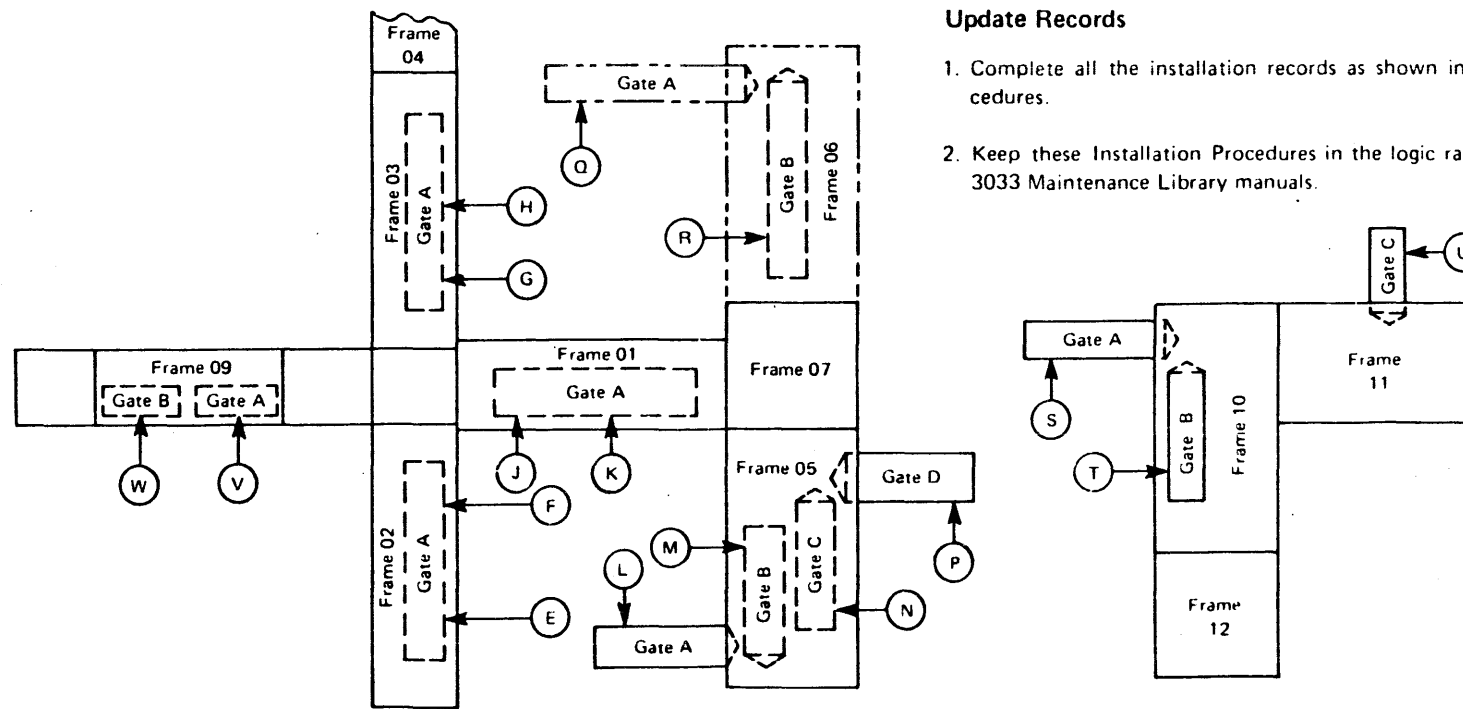 Update Records
1. Complete all the installation records as shown in
cedures.
2. Keep these Installation Procedures in the logic ra
3033 Maintenance Library manuals.
Frame
04
Frame 03
Gate A
H
G
Gate A
Q
Gate B
Frame 06
R
Frame 09
Gate B
Gate A
W
V
Frame 01
Gate A
J
K
Frame 07
Frame 02
Gate A
F
E
Frame 05
Gate D
P
M
Gate B
Gate C
N
L
Gate A
Gate C
U
Gate A
S
Gate B
T
Frame 10
Frame
11
Frame
12